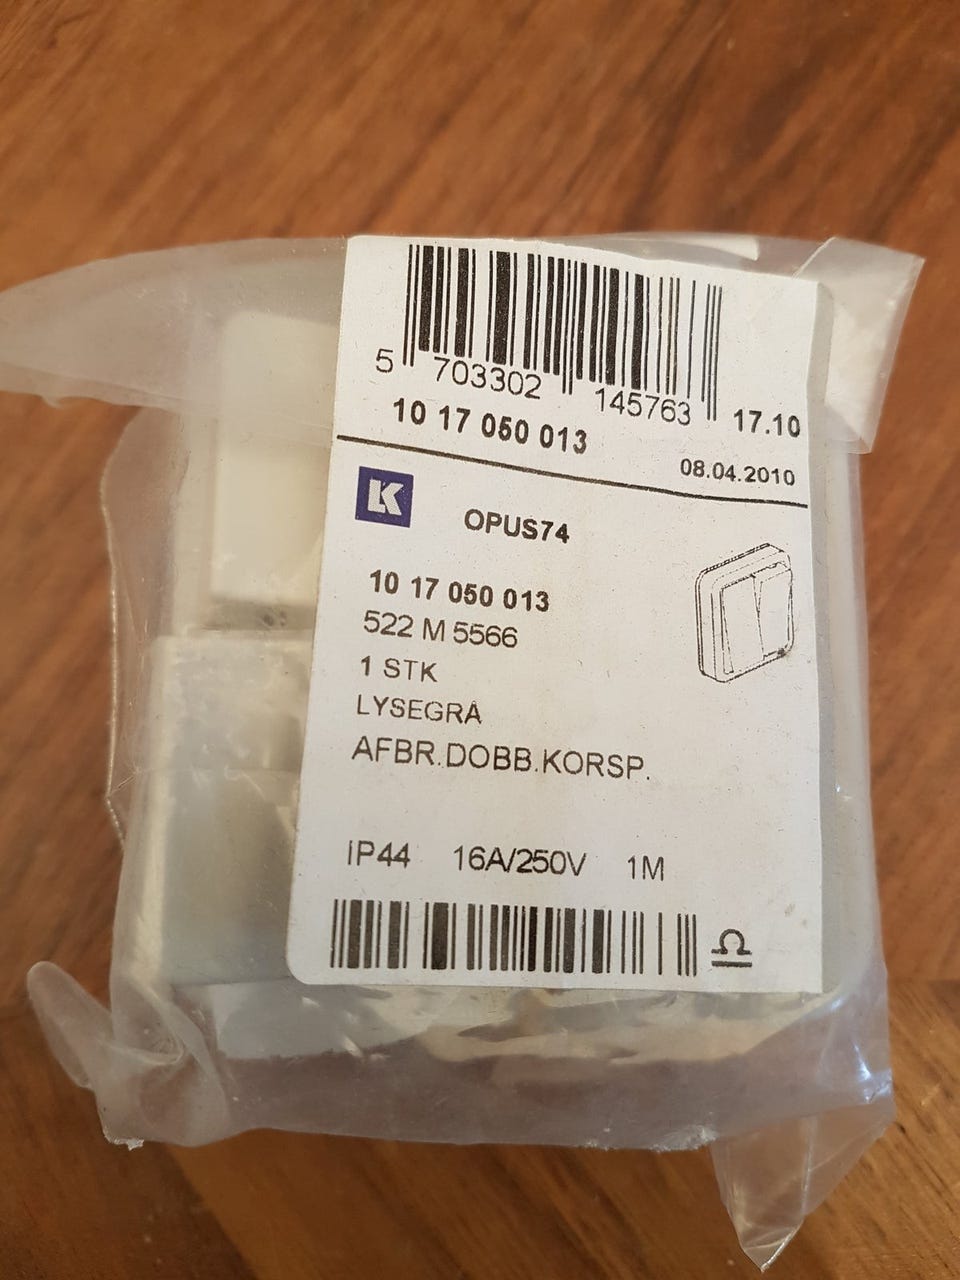 5 703302 145763
17.10
10 17 050 013
08.04.2010
LK
OPUS74
10 17 050 013
522 M 5566
1 STK
LYSEGRÅ
AFBR.DOBB.KORSP.
IP44 16A/250V 1M